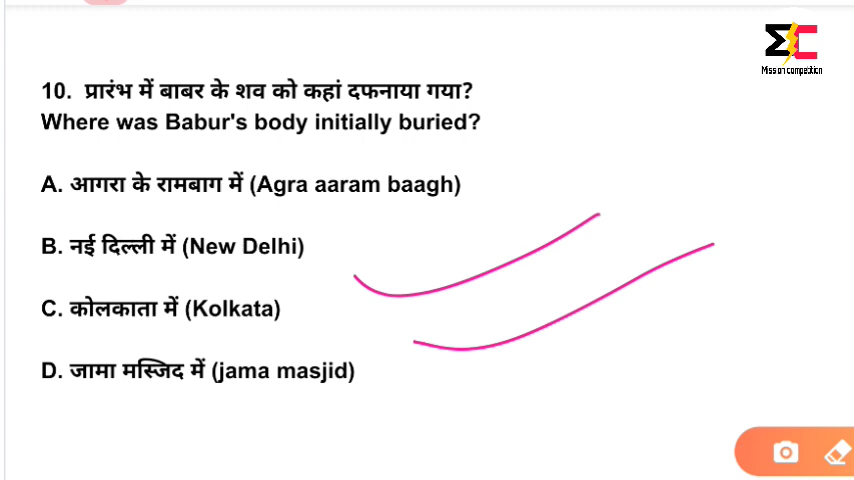 Mission competition
10. प्रारंभ में बाबर के शव को कहां दफनाया गया?
Where was Babur's body initially buried?
A. आगरा के रामबाग में (Agra aaram baagh)
B. नई दिल्ली में (New Delhi)
C. कोलकाता में (Kolkata)
D. जामा मस्जिद में (jama masjid)